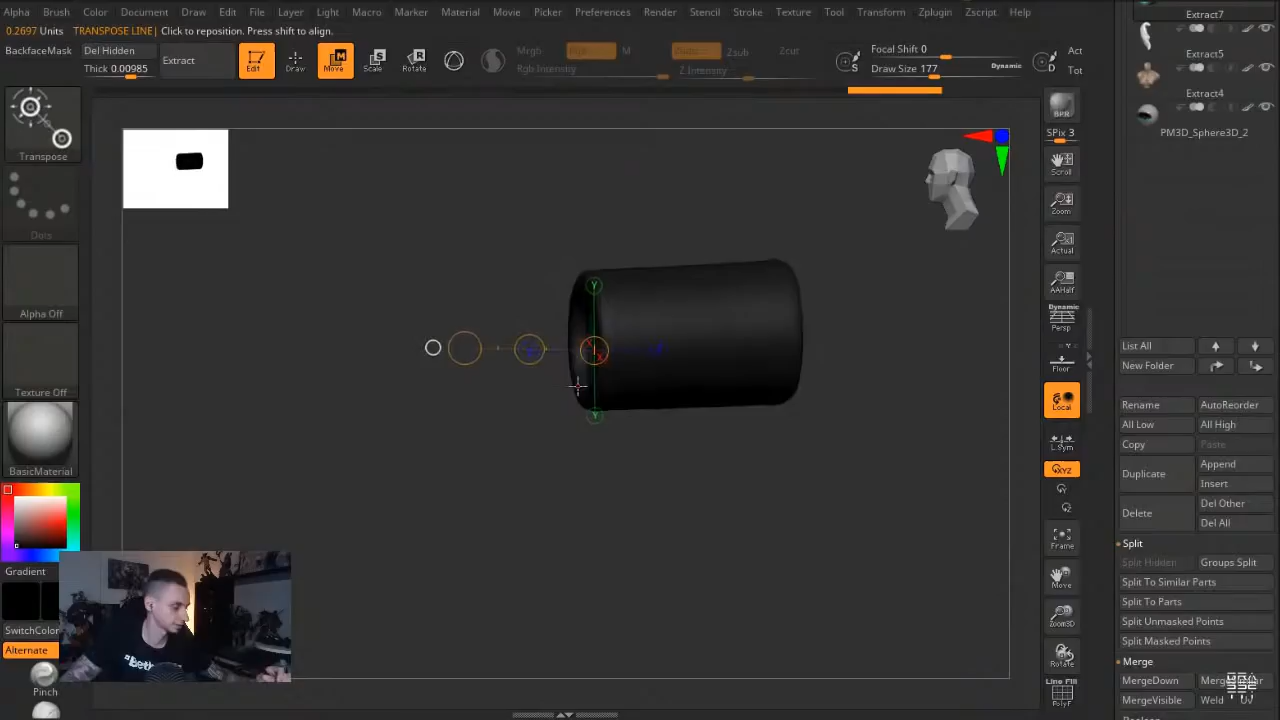 Alpha Brush Color Document Draw Edit File Layer Light Macro Marker Material Movie Picker Preferences Render Stencil Stroke Texture Tool Transform Zplugin Zscript Help
0.2697 Units TRANSPOSE LINE| Click to reposition. Press shift to align.
BackfaceMask
Del Hidden
Thick 0.00985
Extract
Edit
Draw
Move
Scale
Rotate
Mrgb
M
Rgb Intensity
Zsub
Zcut
Z Intensity
S
Focal Shift 0
Draw Size 177
Dynamic
D
Act
Tot
Transpose
Dots
Alpha Off
Texture Off
BasicMaterial
Gradient
SwitchColor
Alternate
Pinch
Y
Y
BPR
SPix 3
Scroll
Zoom
Actual
AAHalf
Dynamic
Persp
Floor
Local
L.Sym
XYZ
Y
Z
Frame
Move
Zoom3D
Rotate
Line Fill
PolyF
Extract7
Extract5
Extract4
PM3D_Sphere3D_2
List All
New Folder
Rename AutoReorder
All Low All High
Copy Paste
Duplicate Append
Insert
Delete Del Other
Del All
Split
Split Hidden Groups Split
Split To Similar Parts
Split To Parts
Split Unmasked Points
Split Masked Points
Merge
MergeDown
MergeVisible Weld Uv